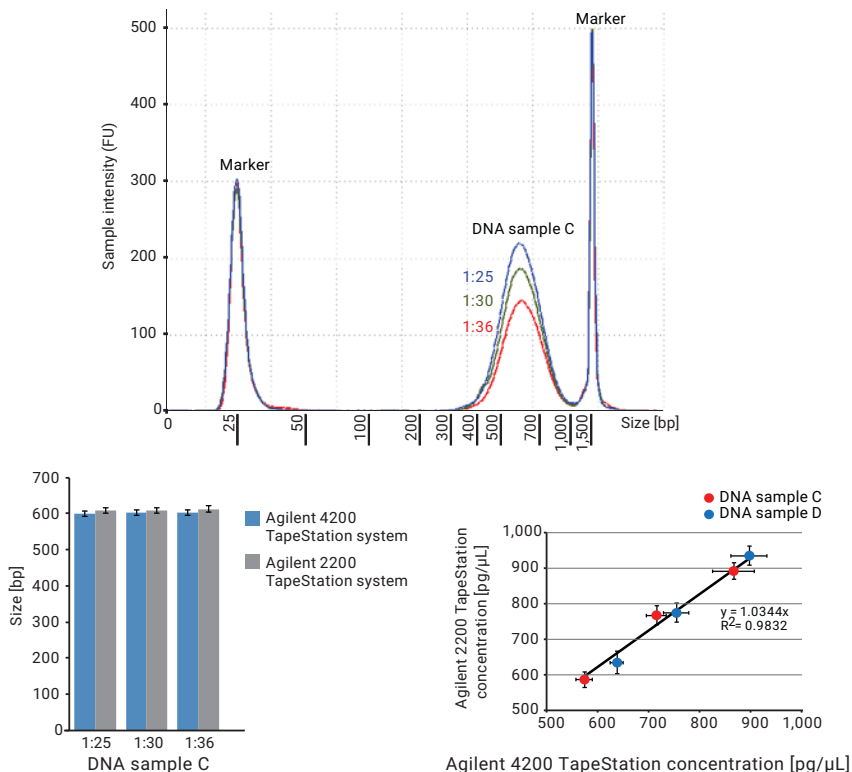 Marker
Marker
500
400
300
200
100
0
Sample intensity (FU)
DNA sample C
1:25
1:30
1:36
0
25
50
100
200
300
400
500
700
1,000
1,500
Size [bp]
700
600
500
400
300
200
100
0
Size [bp]
1:25 1:30 1:36
DNA sample C
Agilent 4200
TapeStation system
Agilent 2200
TapeStation system
DNA sample C
DNA sample D
1,000
900
800
700
600
500
Agilent 2200 TapeStation
concentration [pg/µL]
y = 1.0344x
R2= 0.9832
500 600 700 800 900 1,000
Agilent 4200 TapeStation concentration [pg/µL]